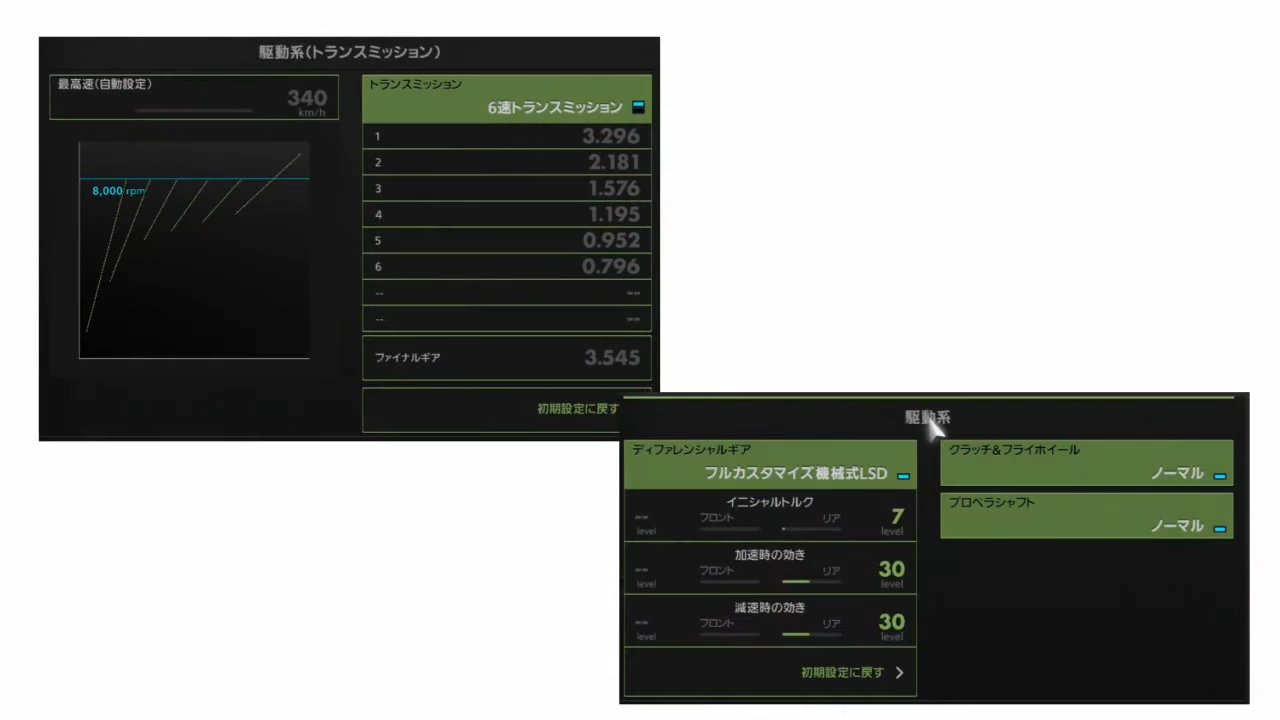 駆動系(トランスミッション)
最高速(自動設定)
340
km/h
8,000 rpm
トランスミッション
6速トランスミッション
1 3.296
2 2.181
3 1.576
4 1.195
5 0.952
6 0.796
-- --
-- --
ファイナルギア 3.545
初期設定に戻す
駆動系
ディファレンシャルギア
フルカスタマイズ機械式LSD
イニシャルトルク
-- フロント リア 7
level level
加速時の効き
-- フロント リア 30
level level
減速時の効き
-- フロント リア 30
level level
初期設定に戻す
クラッチ&フライホイール
ノーマル
プロペラシャフト
ノーマル